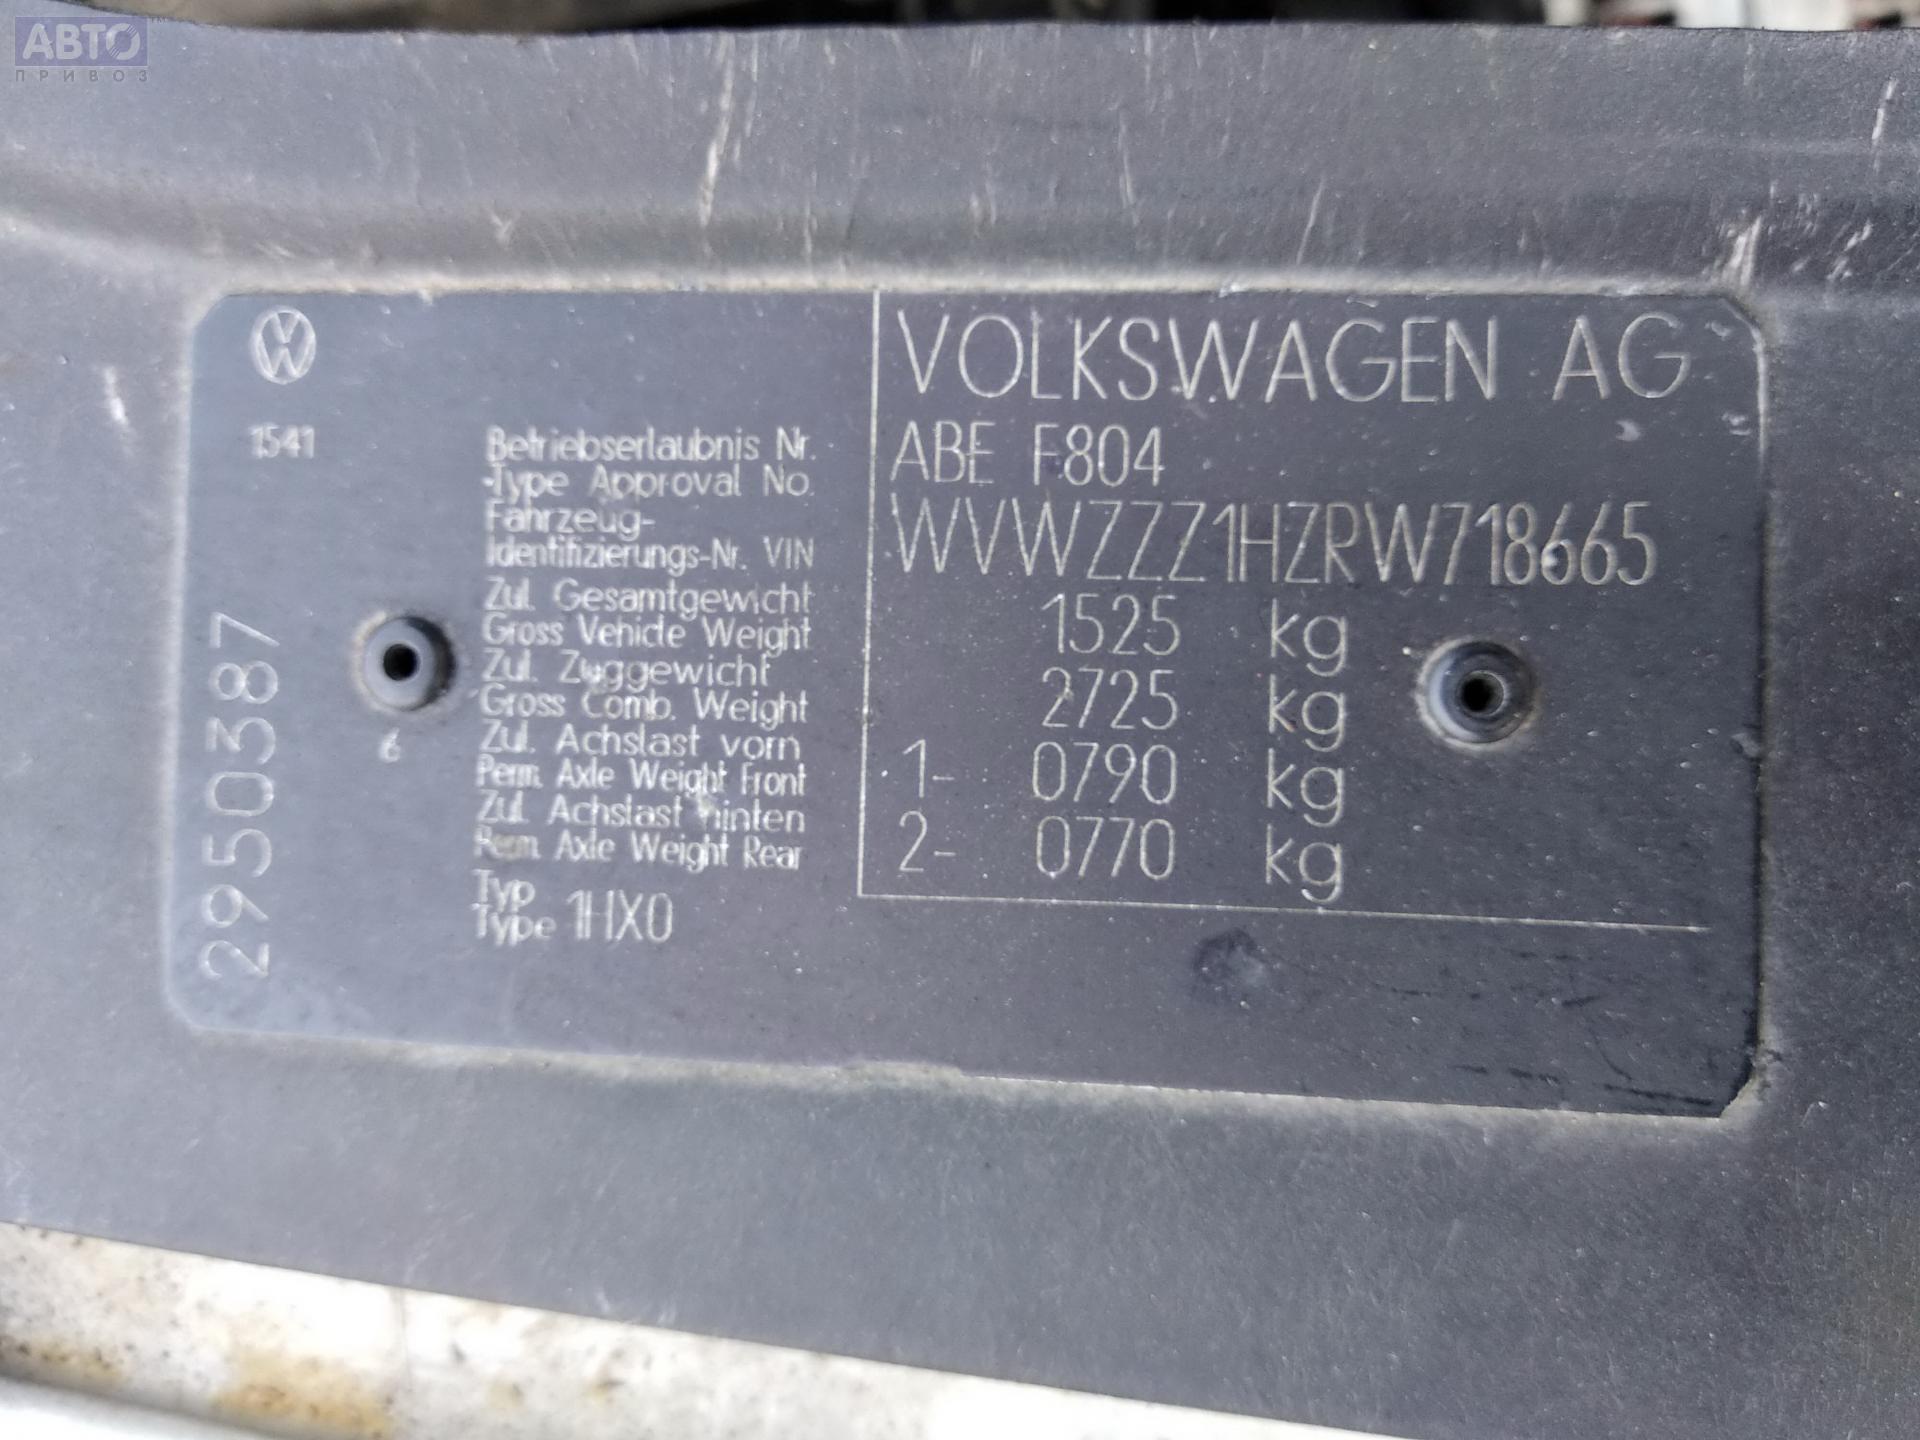 АВТО
ПРИВОЗ
1541
2950387
6
Betriebserlaubnis Nr.
Type Approval No.
Fahrzeug-
Identifizierungs-Nr. VIN
Zul. Gesamtgewicht
Gross Vehicle Weight
Zul. Zuggewicht
Gross Comb. Weight
Zul. Achslast vorn
Perm. Axle Weight Front
Zul. Achslast hinten
Perm. Axle Weight Rear
Typ
Type 1HX0
VOLKSWAGEN AG
ABE F804
WVWZZZ1HZRW718665
1525 kg
2725 kg
1- 0790 kg
2- 0770 kg